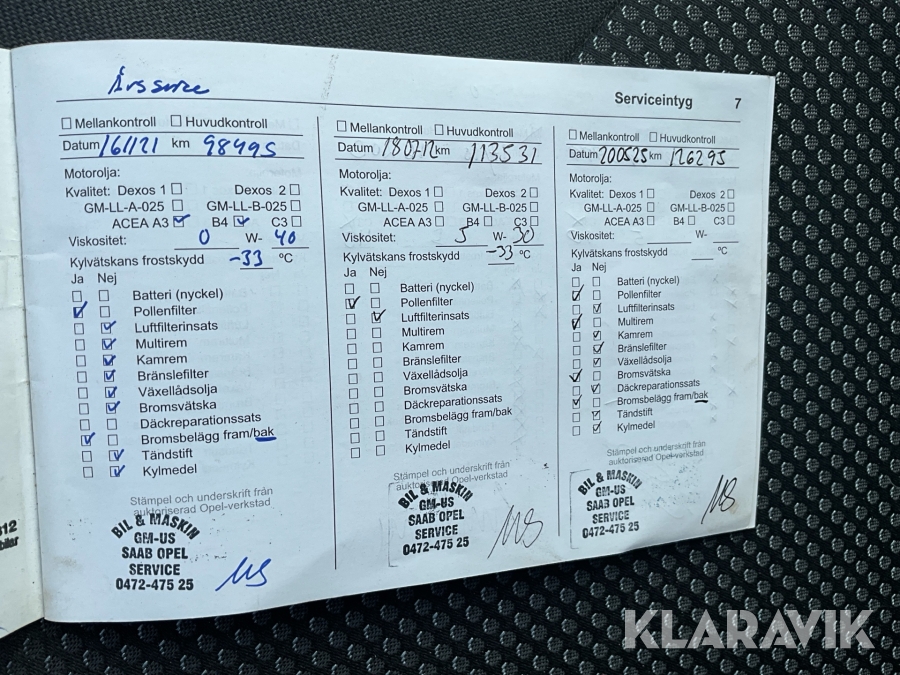 Års service
Serviceintyg 7
Mellankontroll Huvudkontroll
Datum 161121 km 98495
Motorolja:
Kvalitet: Dexos 1 Dexos 2
GM-LL-A-025 GM-LL-B-025
ACEA A3 B4 C3
Viskositet: 0 W- 40
Kylvätskans frostskydd -33 °C
Ja Nej
Batteri (nyckel)
Pollenfilter
Luftfilterinsats
Multirem
Kamrem
Bränslefilter
Växellådsolja
Bromsvätska
Däckreparationssats
Bromsbelägg fram/bak
Tändstift
Kylmedel
Stämpel och underskrift från
auktoriserad Opel-verkstad
BIL & MASKIN
GM-US
SAAB OPEL
SERVICE
0472-475 25
MS
Mellankontroll Huvudkontroll
Datum 180712 km 113531
Motorolja:
Kvalitet: Dexos 1 Dexos 2
GM-LL-A-025 GM-LL-B-025
ACEA A3 B4 C3
Viskositet: 5 W- 30
Kylvätskans frostskydd -33 °C
Ja Nej
Batteri (nyckel)
Pollenfilter
Luftfilterinsats
Multirem
Kamrem
Bränslefilter
Växellådsolja
Bromsvätska
Däckreparationssats
Bromsbelägg fram/bak
Tändstift
Kylmedel
Stämpel och underskrift från
auktoriserad Opel-verkstad
BIL & MASKIN
GM-US
SAAB OPEL
SERVICE
0472-475 25
MS
Mellankontroll Huvudkontroll
Datum 200525 km 126295
Motorolja:
Kvalitet: Dexos 1 Dexos 2
GM-LL-A-025 GM-LL-B-025
ACEA A3 B4 C3
Viskositet: W-
Kylvätskans frostskydd °C
Ja Nej
Batteri (nyckel)
Pollenfilter
Luftfilterinsats
Multirem
Kamrem
Bränslefilter
Växellådsolja
Bromsvätska
Däckreparationssats
Bromsbelägg fram/bak
Tändstift
Kylmedel
Stämpel och underskrift från
auktoriserad Opel-verkstad
BIL & MASKIN
GM-US
SAAB OPEL
SERVICE
0472-475 25
MS
KLARAVIK